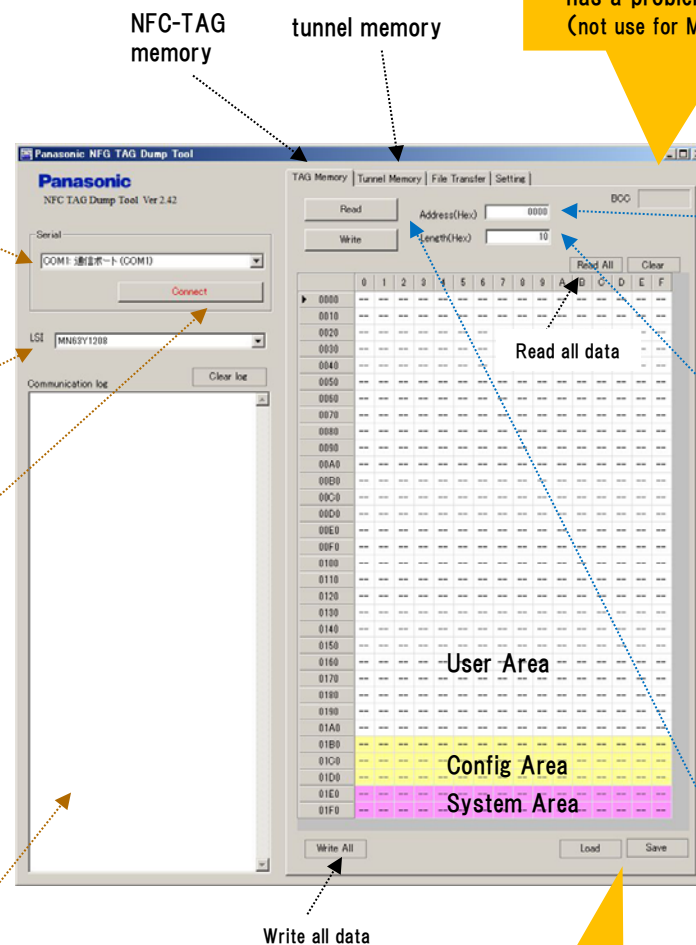 has a problem
(not use for M
NFC-TAG
memory
tunnel memory
Panasonic NFG TAG Dump Tool
Panasonic
NFC TAG Dump Tool Ver 2.42
Serial
COM1: 通信ポート (COM1)
Connect
LSI MN63Y1208
Clear log
Communication log
TAG Memory Tunnel Memory File Transfer Setting
BCC
Read Address(Hex) 0000
Write Length(Hex) 10
Read All Clear
0 1 2 3 4 5 6 7 8 9 A B C D E F
0000
0010
0020
0030
Read all data
0040
0050
0060
0070
0080
0090
00A0
00B0
00C0
00D0
00E0
00F0
0100
0110
0120
0130
0140
0150
0160 User Area
0170
0180
0190
01A0
01B0
01C0 Config Area
01D0
01E0 System Area
01F0
Write All Load Save
Write all data